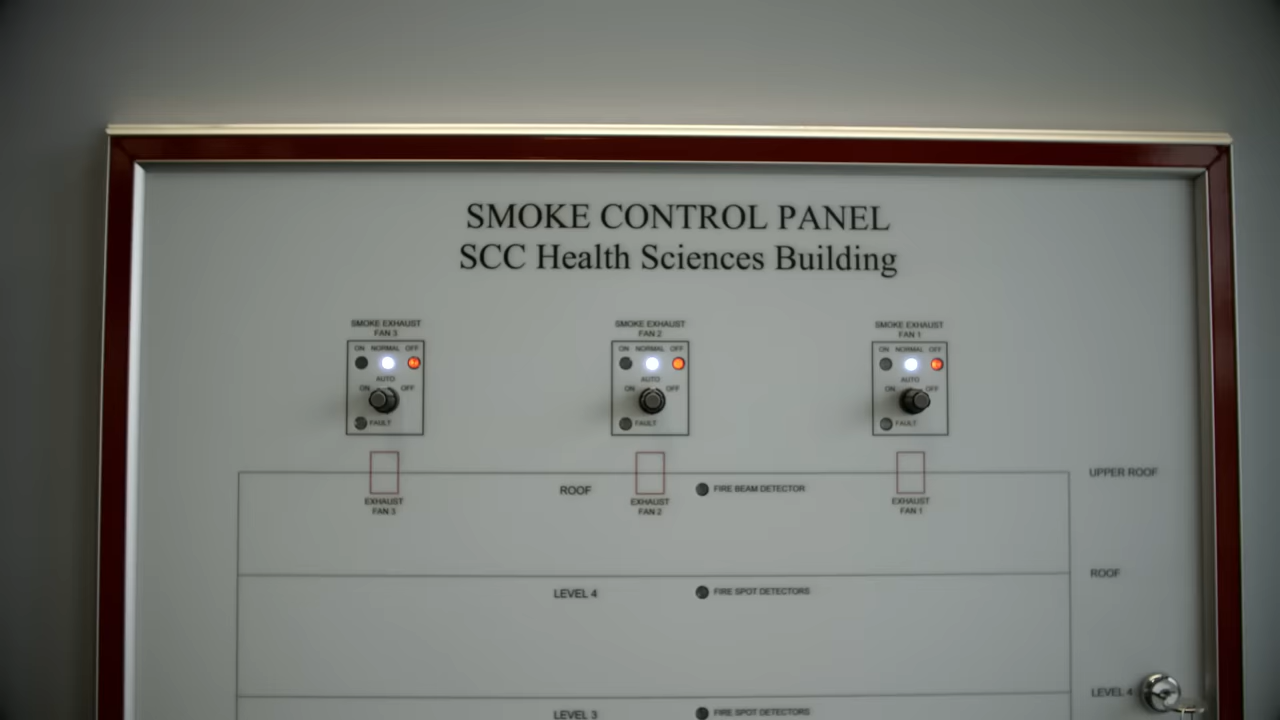 SMOKE CONTROL PANEL
SCC Health Sciences Building
SMOKE EXHAUST
FAN 3
ON NORMAL OFF
AUTO
ON OFF
FAULT
SMOKE EXHAUST
FAN 2
ON NORMAL OFF
AUTO
ON OFF
FAULT
SMOKE EXHAUST
FAN 1
ON NORMAL OFF
AUTO
ON OFF
FAULT
EXHAUST
FAN 3
ROOF
EXHAUST
FAN 2
FIRE BEAM DETECTOR
EXHAUST
FAN 1
UPPER ROOF
ROOF
LEVEL 4
FIRE SPOT DETECTORS
LEVEL 4
LEVEL 3
FIRE SPOT DETECTORS